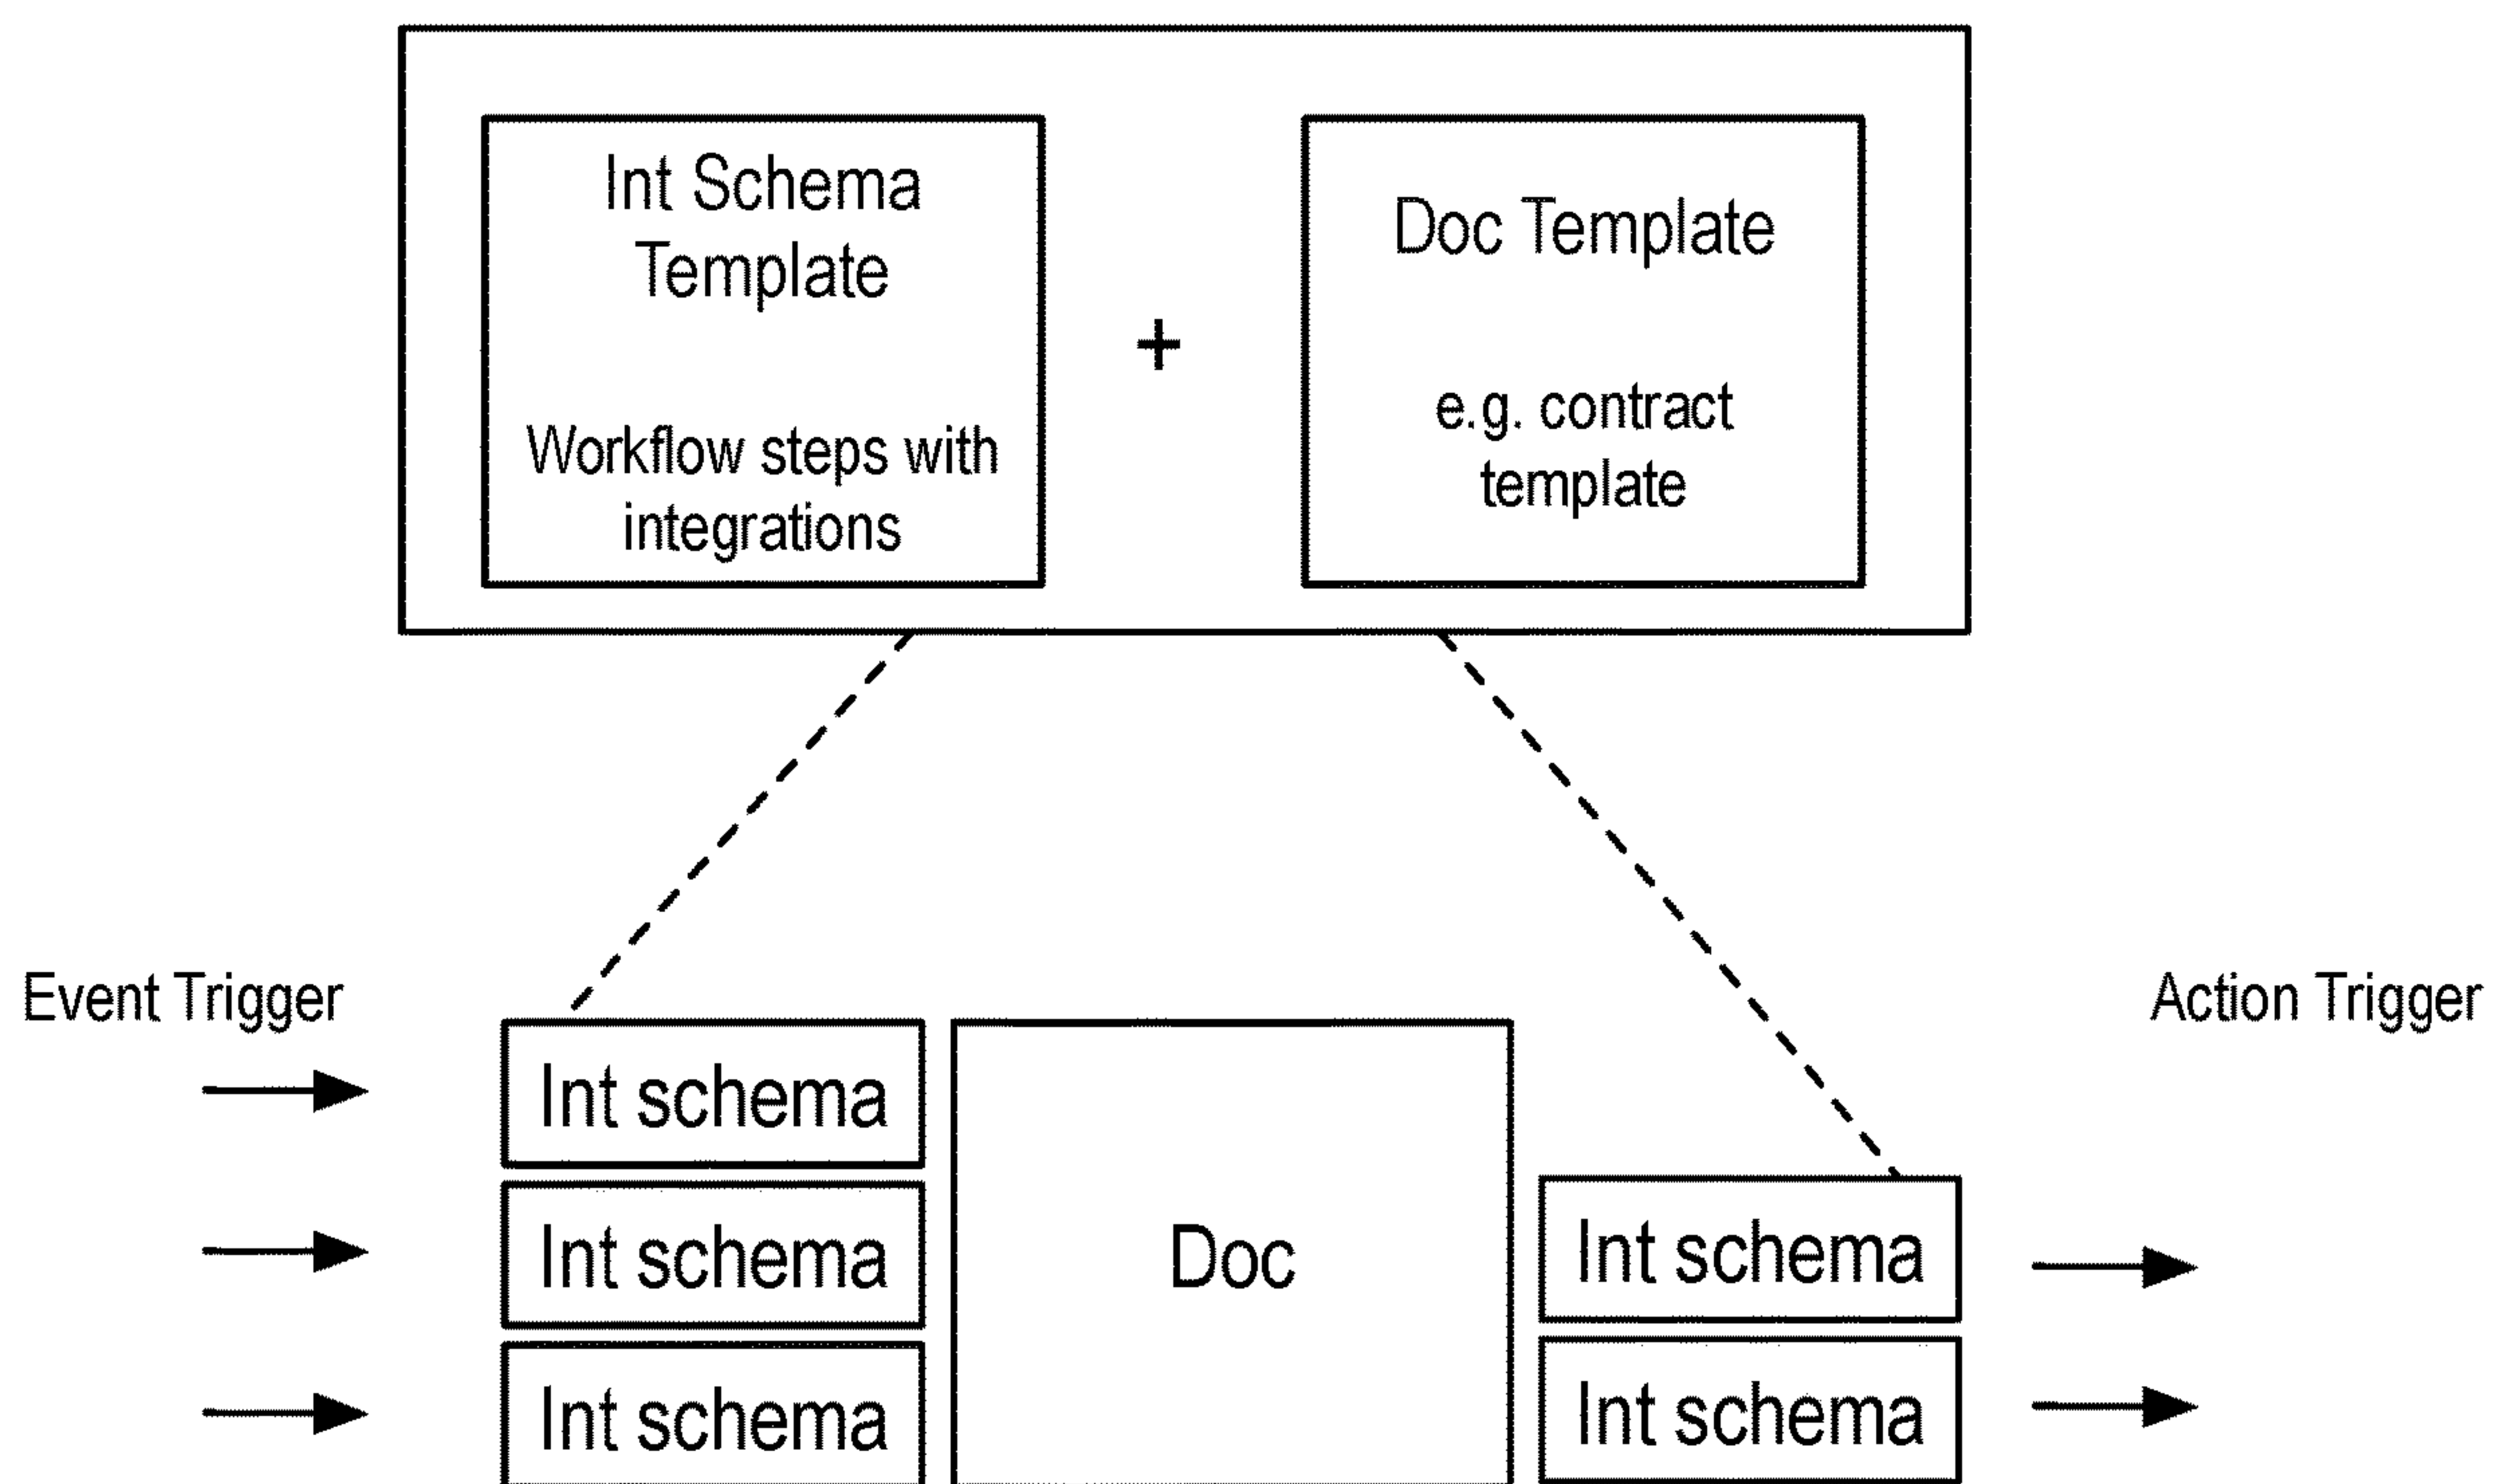 Int Schema
Template
Workflow steps with
integrations
+
Doc Template
e.g. contract
template
Event Trigger
Action Trigger
Int schema
Int schema
Int schema
Doc
Int schema
Int schema